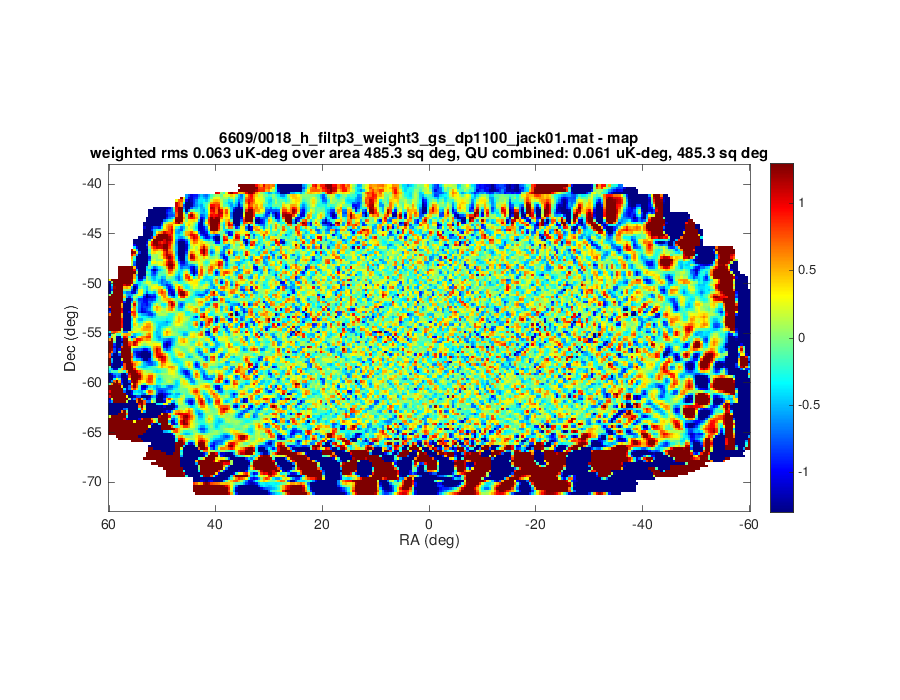 6609/0018_h_filtp3_weight3_gs_dp1100_jack01.mat - map
weighted rms 0.063 uK-deg over area 485.3 sq deg, QU combined: 0.061 uK-deg, 485.3 sq deg
-40
-45
-50
-55
-60
-65
-70
Dec (deg)
60 40 20 0 -20 -40 -60
RA (deg)
1
0.5
0
-0.5
-1